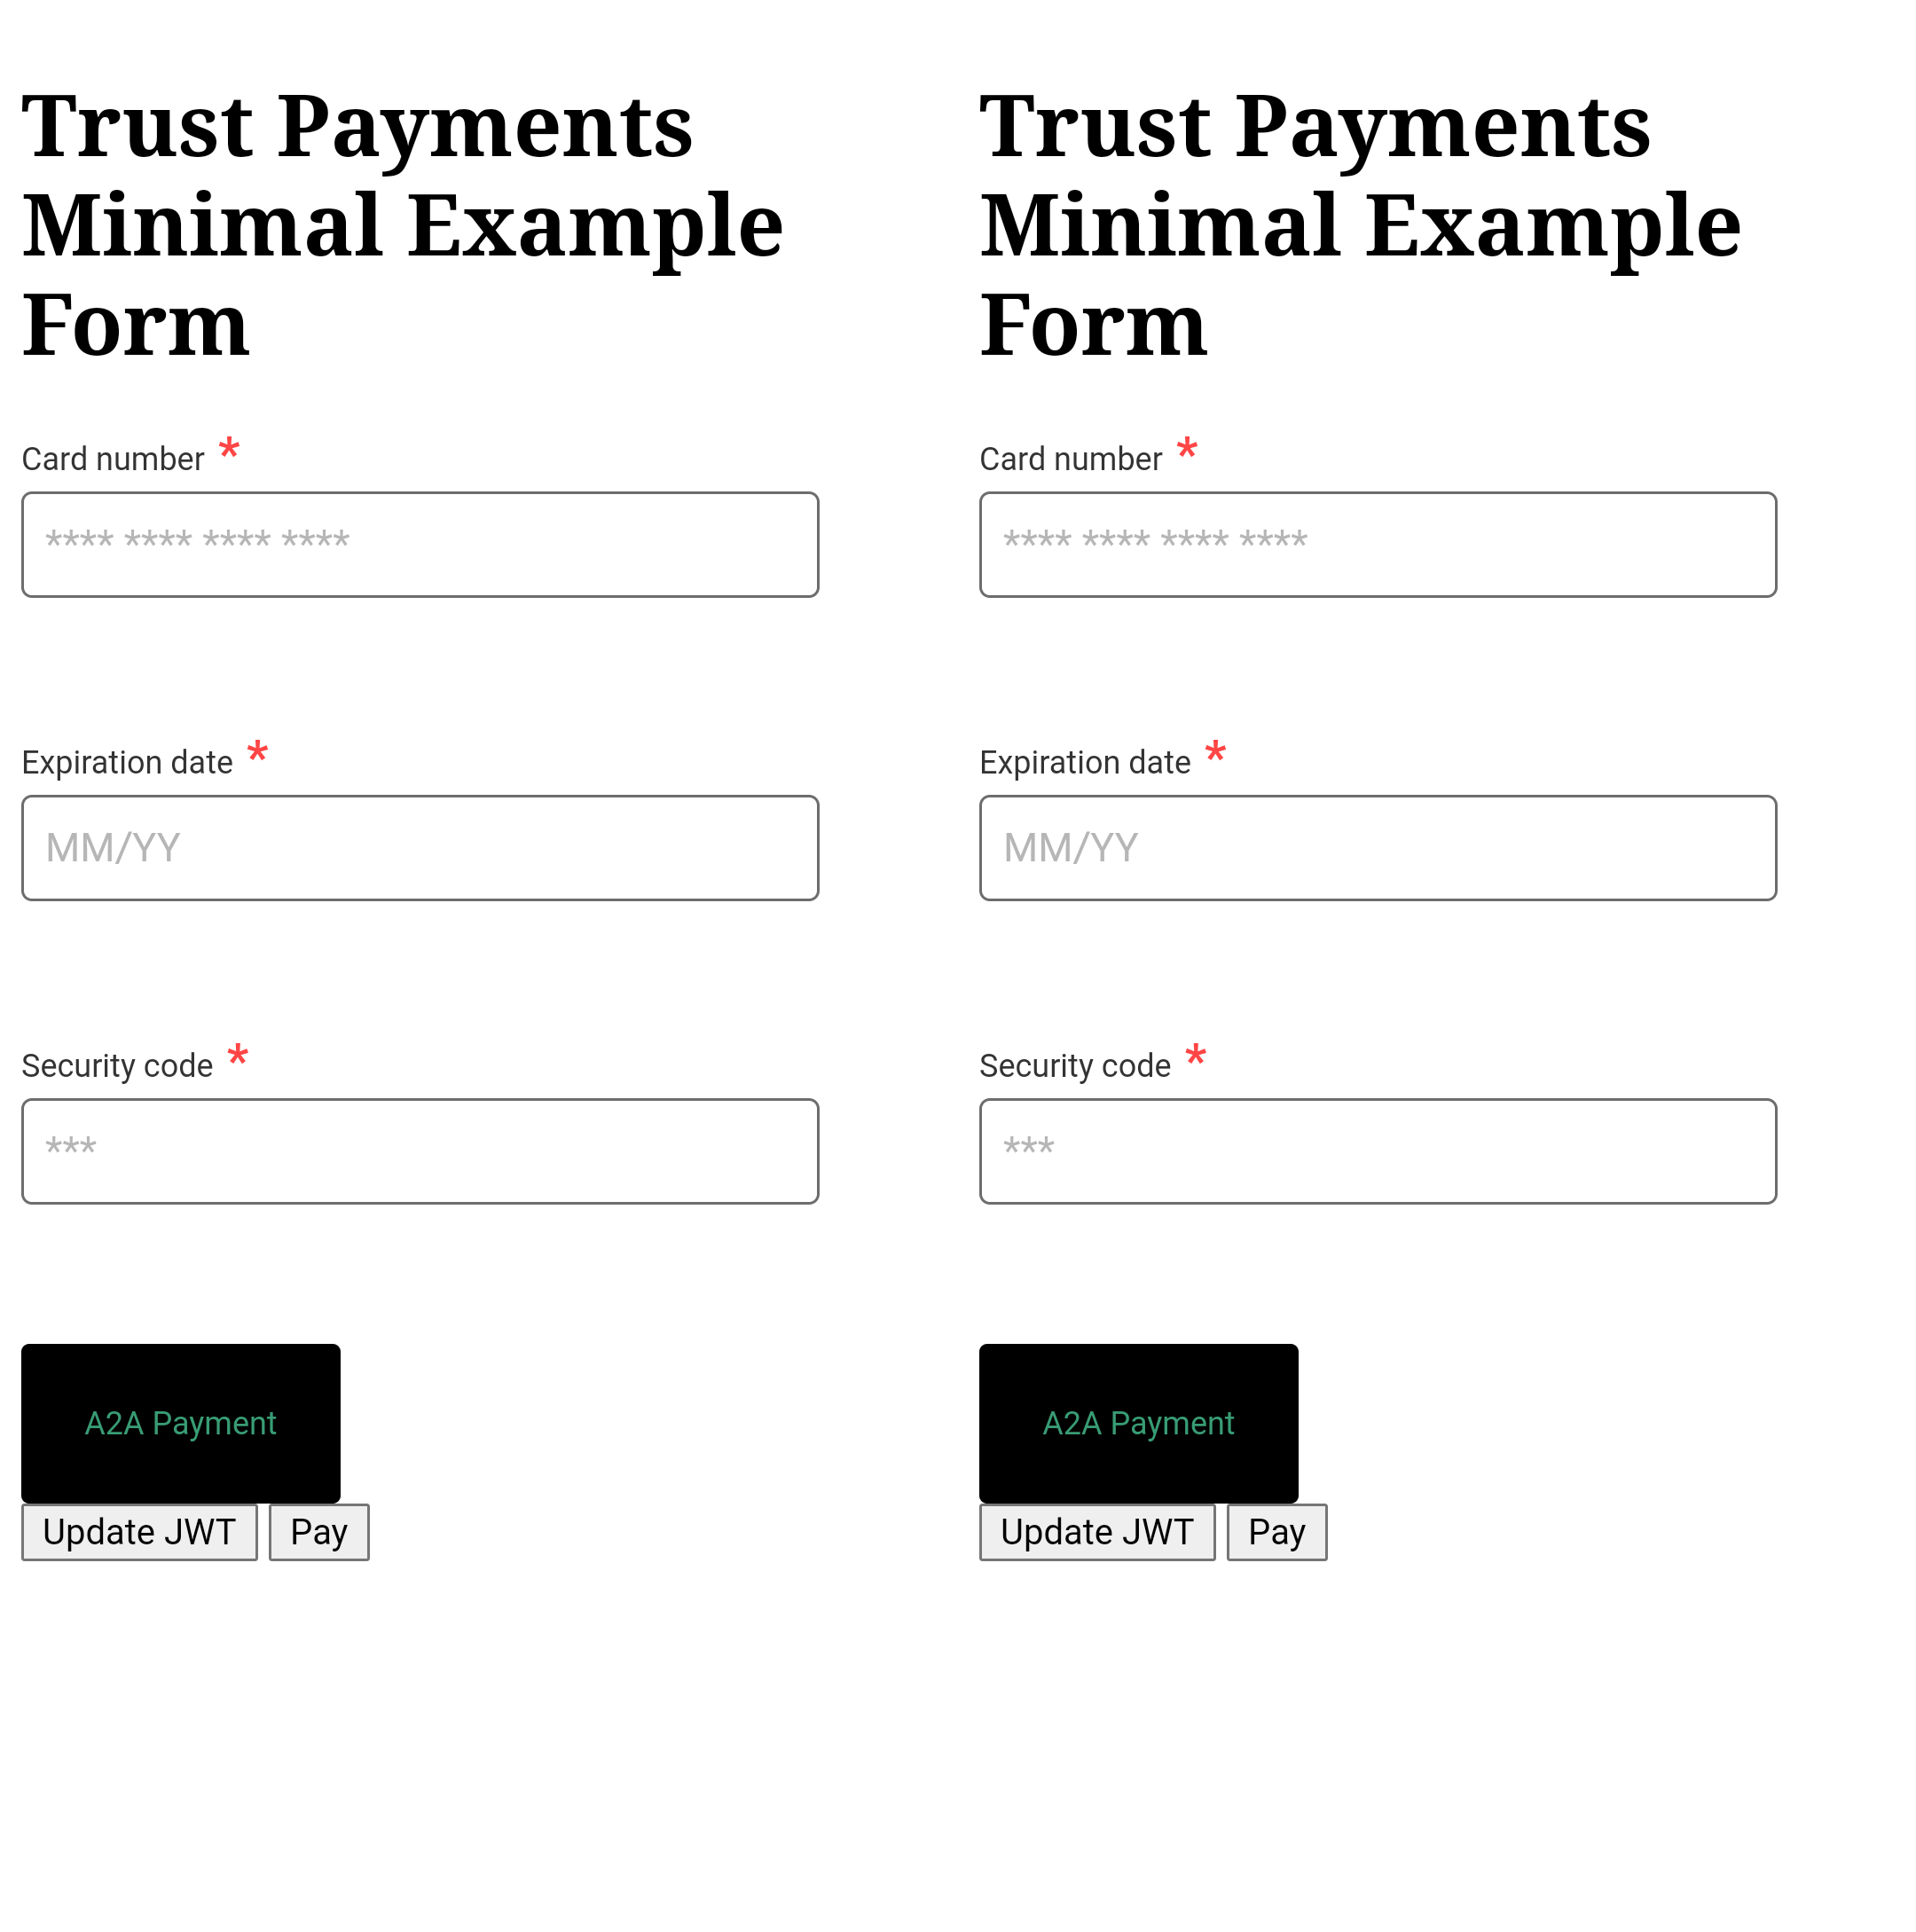 Trust Payments
Minimal Example
Form
Card number *
**** **** **** ****
Expiration date *
MM/YY
Security code *
***
A2A Payment
Update JWT Pay
Trust Payments
Minimal Example
Form
Card number *
**** **** **** ****
Expiration date *
MM/YY
Security code *
***
A2A Payment
Update JWT Pay